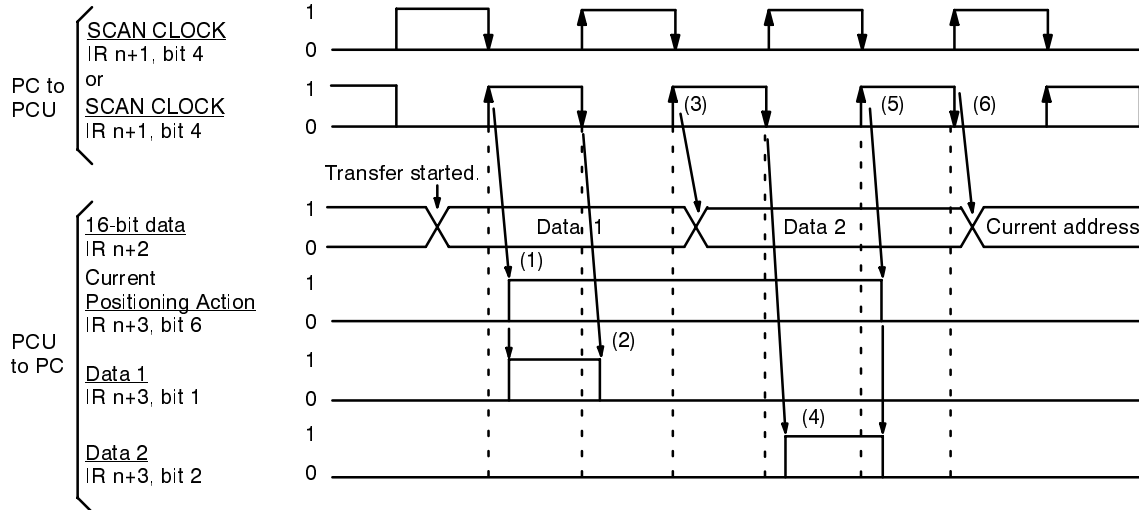 PC to
PCU
SCAN CLOCK
IR n+1, bit 4
or
SCAN CLOCK
IR n+1, bit 4
1
0
1
0
(3)
(5)
(6)
Transfer started.
PCU
to PC
16-bit data
IR n+2
1
0
Data 1
Data 2
Current address
Current
Positioning Action
IR n+3, bit 6
1
0
(1)
Data 1
IR n+3, bit 1
1
0
(2)
Data 2
IR n+3, bit 2
1
0
(4)